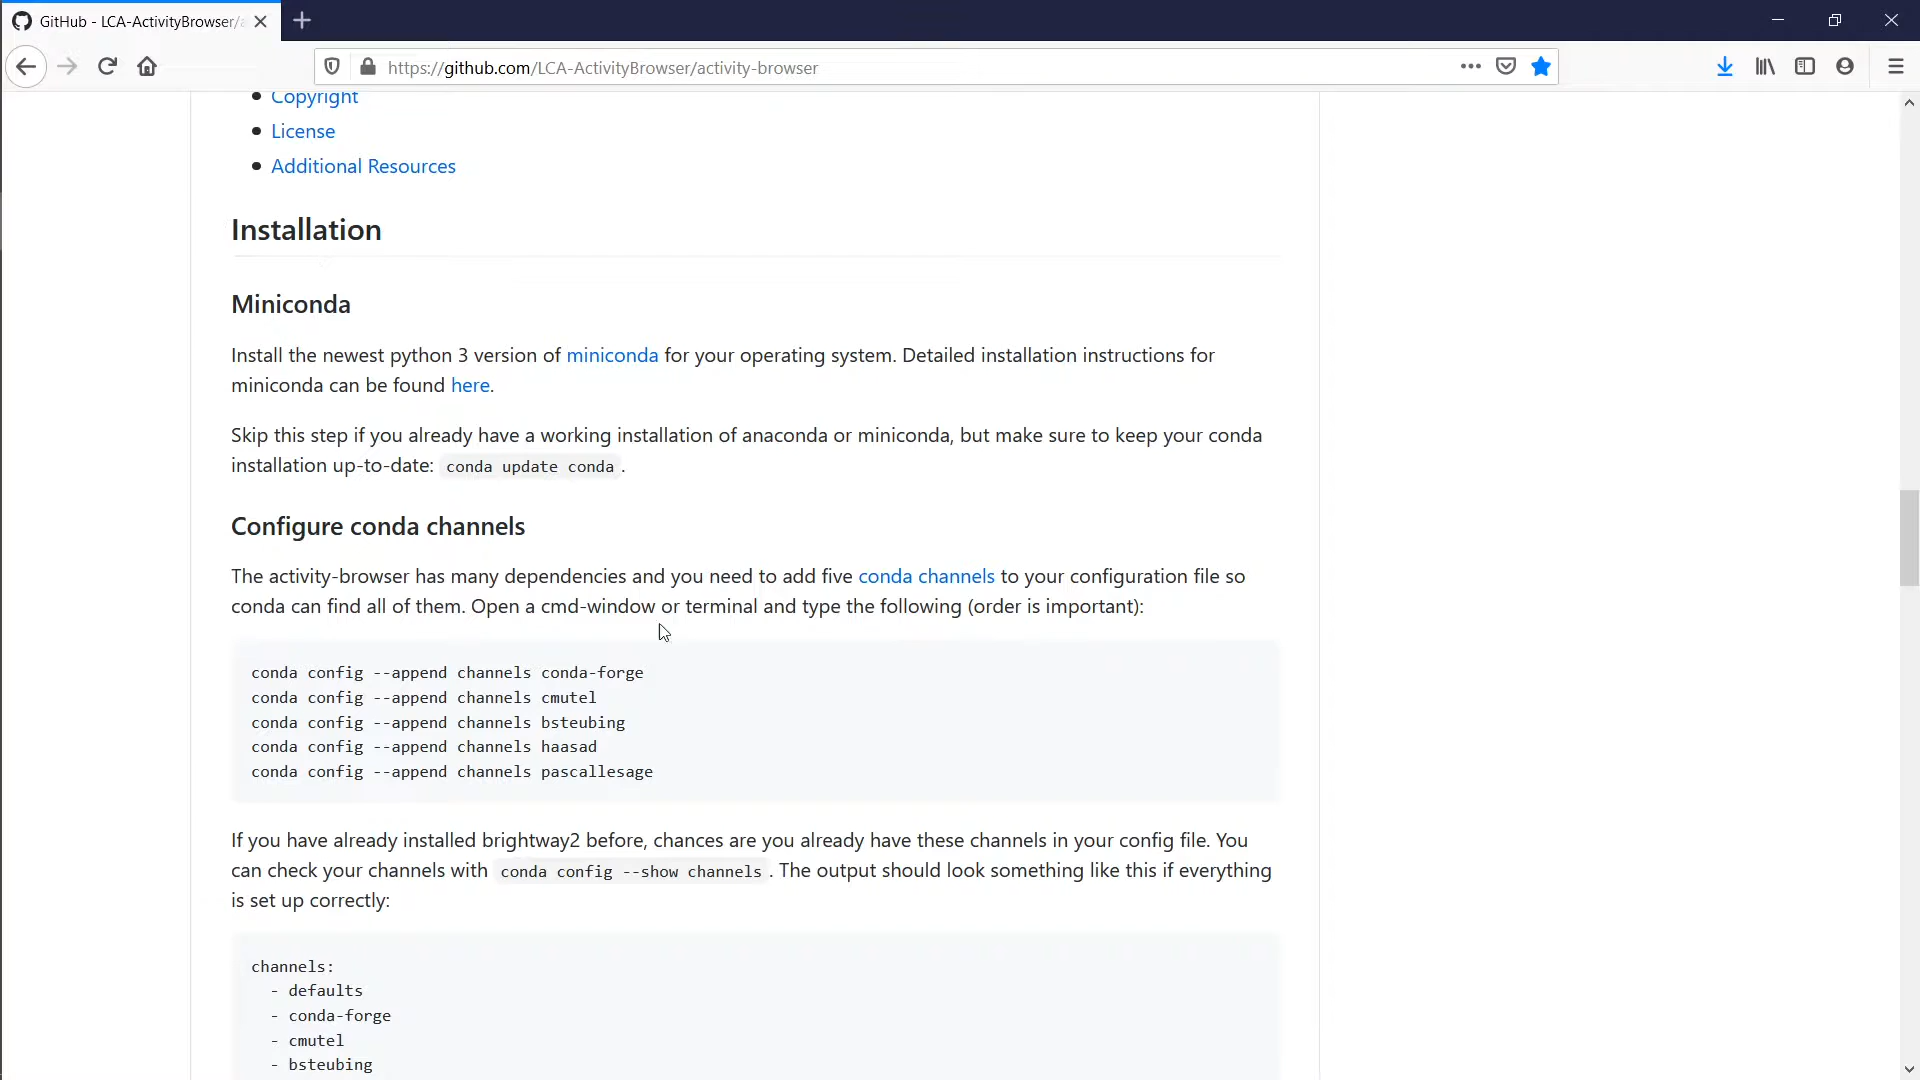 GitHub - LCA-ActivityBrowser/a
https://github.com/LCA-ActivityBrowser/activity-browser
Copyright
License
Additional Resources
Installation
Miniconda
Install the newest python 3 version of miniconda for your operating system. Detailed installation instructions for
miniconda can be found here.
Skip this step if you already have a working installation of anaconda or miniconda, but make sure to keep your conda
installation up-to-date: conda update conda .
Configure conda channels
The activity-browser has many dependencies and you need to add five conda channels to your configuration file so
conda can find all of them. Open a cmd-window or terminal and type the following (order is important):
conda config --append channels conda-forge
conda config --append channels cmutel
conda config --append channels bsteubing
conda config --append channels haasad
conda config --append channels pascallesage
If you have already installed brightway2 before, chances are you already have these channels in your config file. You
can check your channels with conda config --show channels . The output should look something like this if everything
is set up correctly:
channels:
- defaults
- conda-forge
- cmutel
- bsteubing